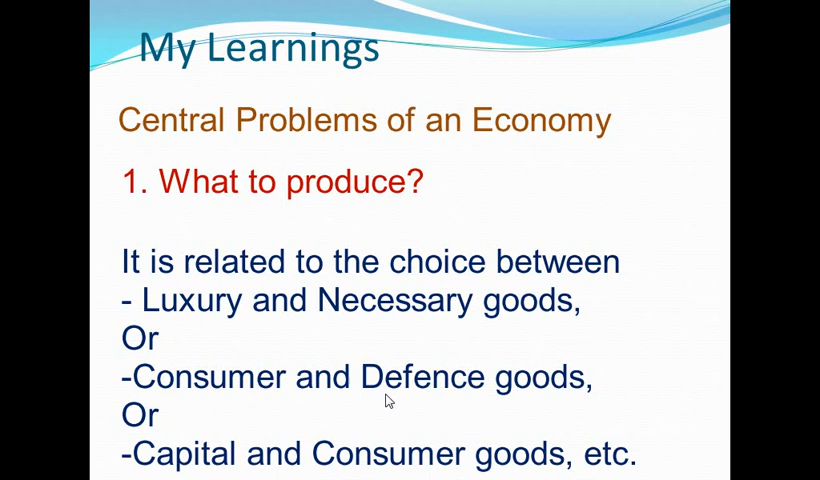 My Learnings
Central Problems of an Economy
1. What to produce?
It is related to the choice between
- Luxury and Necessary goods,
Or
-Consumer and Defence goods,
Or
-Capital and Consumer goods, etc.